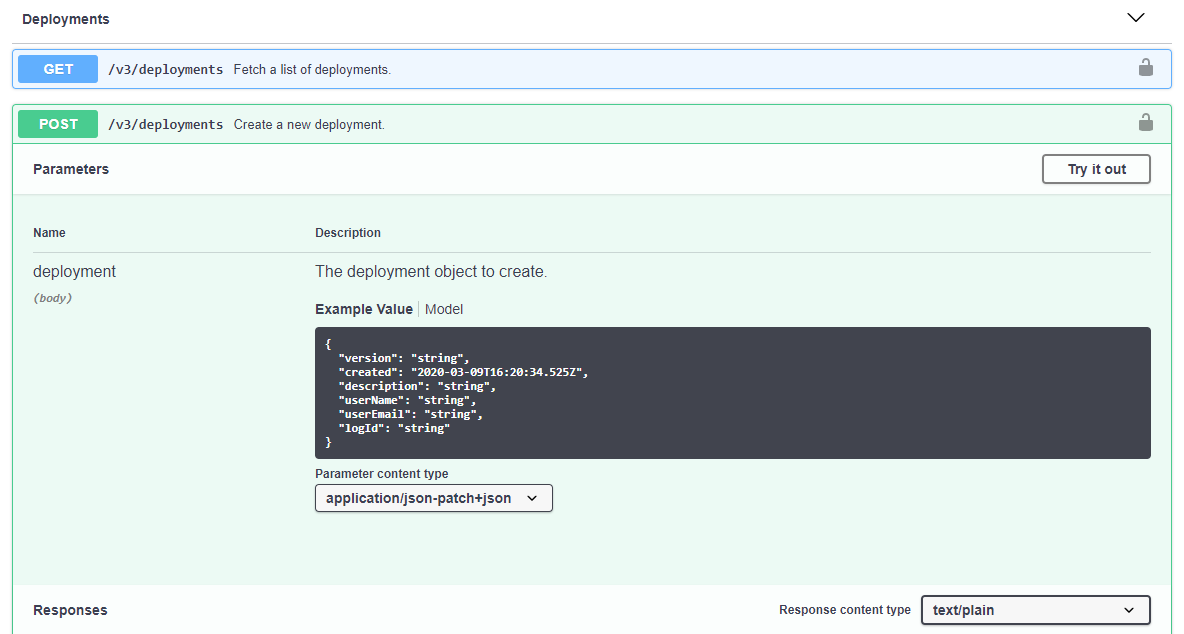 Deployments
GET /v3/deployments Fetch a list of deployments.
POST /v3/deployments Create a new deployment.
Parameters Try it out
Name Description
deployment The deployment object to create.
(body)
Example Value Model
{
"version": "string",
"created": "2020-03-09T16:20:34.525Z",
"description": "string",
"userName": "string",
"userEmail": "string",
"logId": "string"
}
Parameter content type
application/json-patch+json
Responses Response content type text/plain